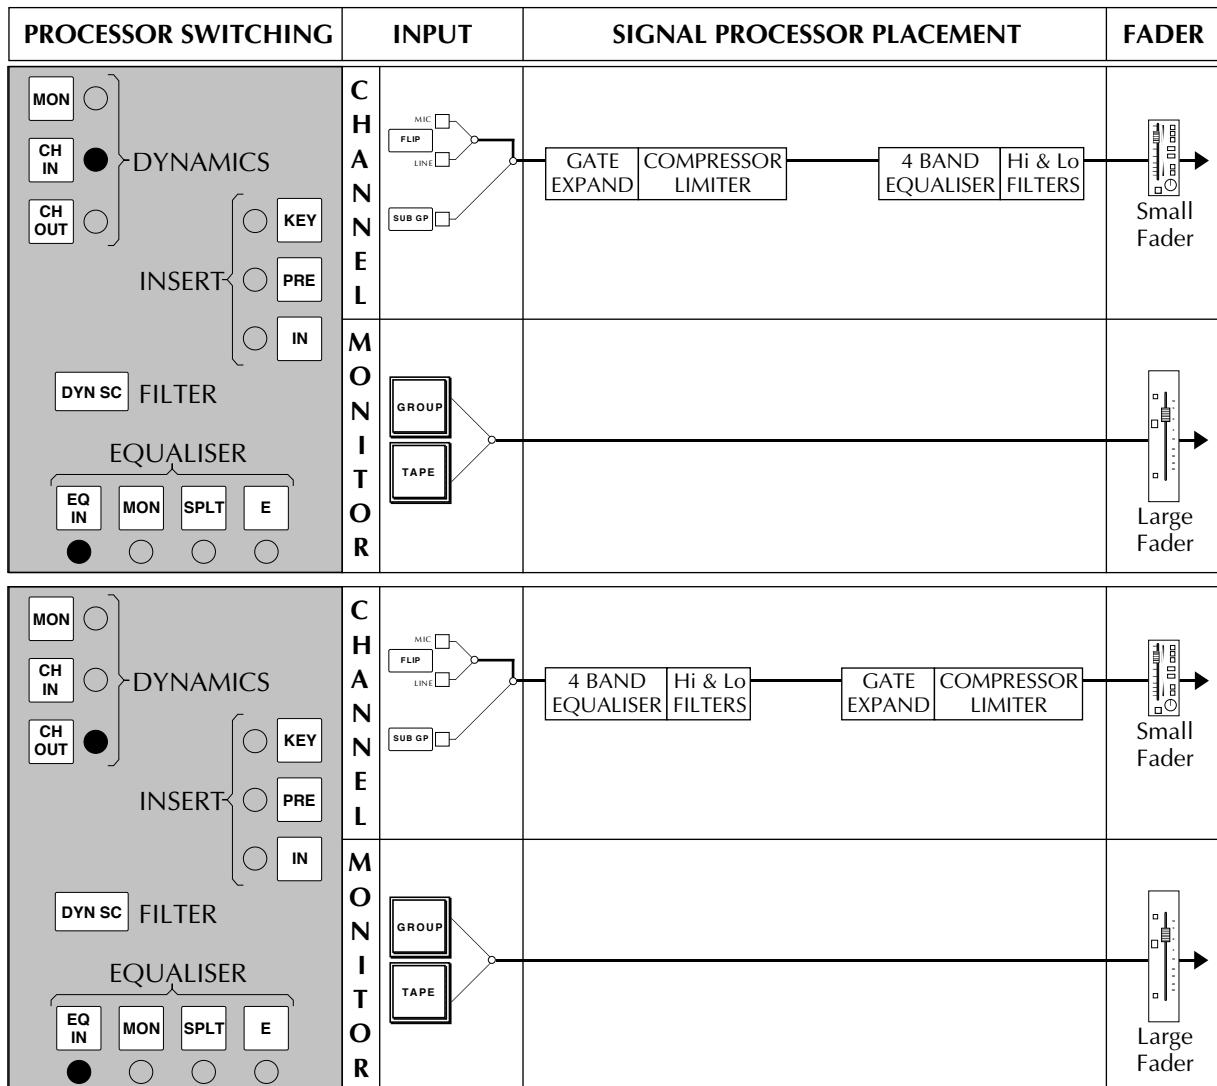 PROCESSOR SWITCHING INPUT SIGNAL PROCESSOR PLACEMENT FADER
MON
CH IN
CH OUT
DYNAMICS
INSERT
KEY
PRE
IN
DYN SC FILTER
EQUALISER
EQ IN MON SPLT E
CHANNEL
MIC
FLIP
LINE
SUB GP
GATE EXPAND
COMPRESSOR LIMITER
4 BAND EQUALISER
Hi & Lo FILTERS
Small
Fader
MONITOR
GROUP
TAPE
Large
Fader
MON
CH IN
CH OUT
DYNAMICS
INSERT
KEY
PRE
IN
DYN SC FILTER
EQUALISER
EQ IN MON SPLT E
CHANNEL
MIC
FLIP
LINE
SUB GP
4 BAND EQUALISER
Hi & Lo FILTERS
GATE EXPAND
COMPRESSOR LIMITER
Small
Fader
MONITOR
GROUP
TAPE
Large
Fader